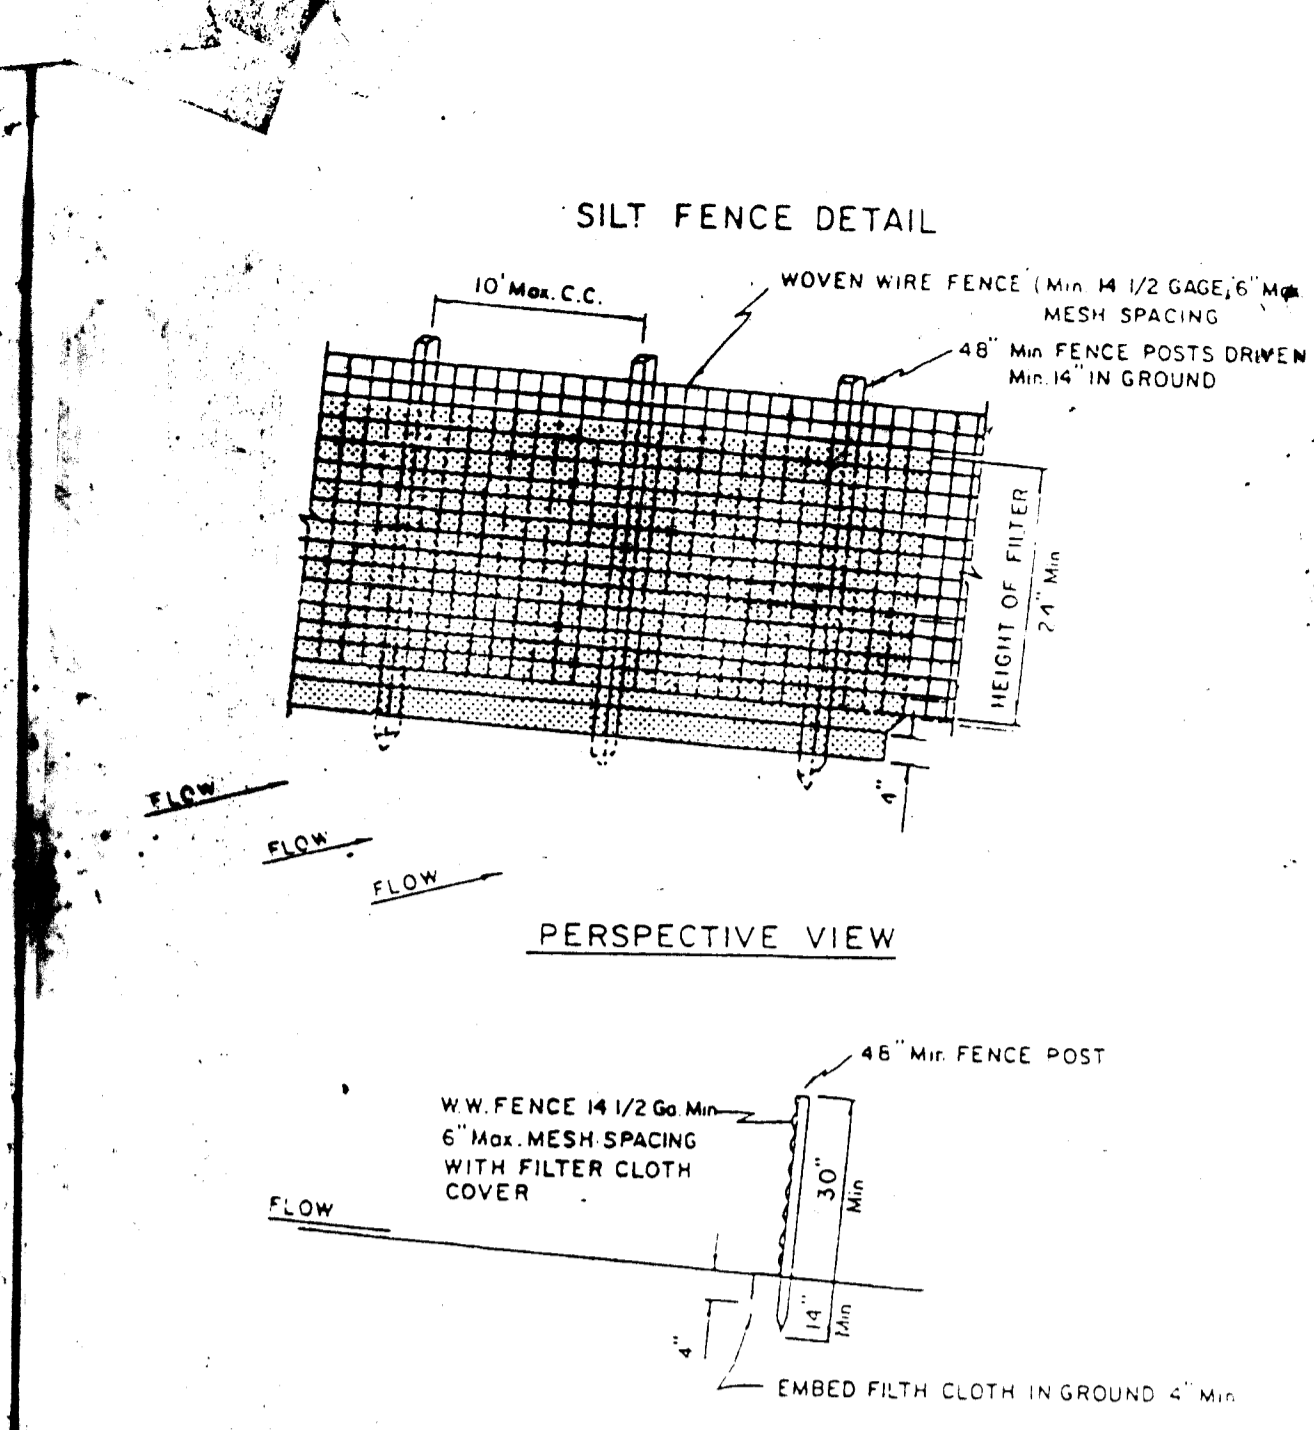 SILT FENCE DETAIL
10' Max. C.C.
WOVEN WIRE FENCE (Min. 14 1/2 GAGE, 6" Max.
MESH SPACING
48" Min FENCE POSTS DRIVEN
Min. 14" IN GROUND
HEIGHT OF FILTER
24" Min
4"
FLOW
FLOW
FLOW
PERSPECTIVE VIEW
48" Min. FENCE POST
W.W. FENCE 14 1/2 Ga. Min
6" Max. MESH SPACING
WITH FILTER CLOTH
COVER
30"
Min
FLOW
14"
Min
4"
EMBED FILTH CLOTH IN GROUND 4" Min